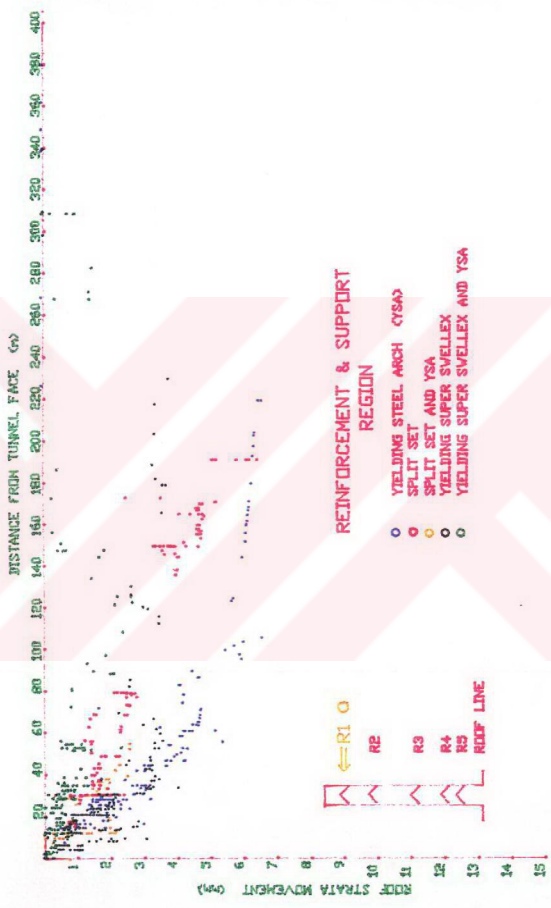 DISTANCE FROM TUNNEL FACE (m)
20 40 60 80 100 120 140 160 180 200 220 240 260 280 300 320 340 360 380 400
ROOF STRATA MOVEMENT (mm)
1
2
3
4
5
6
7
8
9
10
11
12
13
14
15
REINFORCEMENT & SUPPORT
REGION
YIELDING STEEL ARCH (YSA)
SPLIT SET
SPLIT SET AND YSA
YIELDING SUPER SWELLEX
YIELDING SUPER SWELLEX AND YSA
R1
R2
R3
R4
R5
ROOF LINE